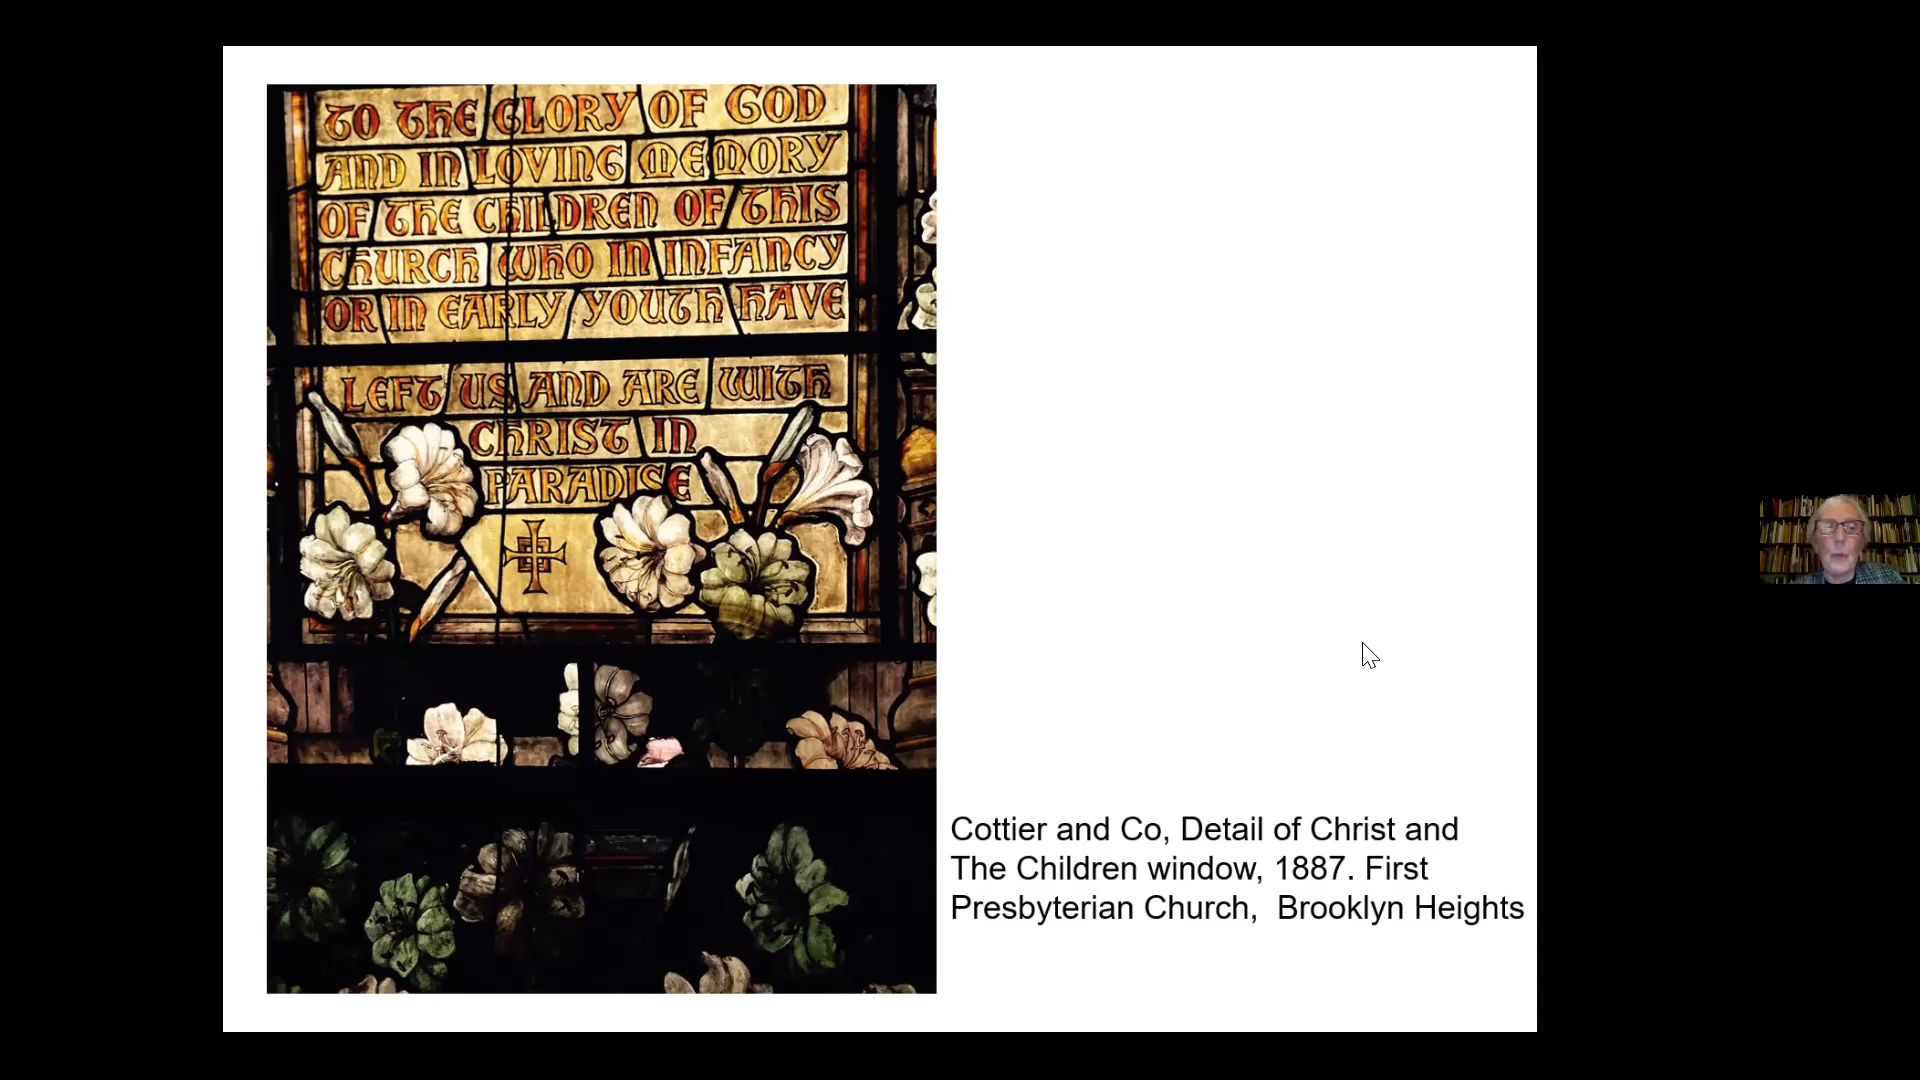 TO THE GLORY OF GOD
AND IN LOVING MEMORY
OF THE CHILDREN OF THIS
CHURCH WHO IN INFANCY
OR IN EARLY YOUTH HAVE
LEFT US AND ARE WITH
CHRIST IN
PARADISE
Cottier and Co, Detail of Christ and
The Children window, 1887. First
Presbyterian Church,  Brooklyn Heights